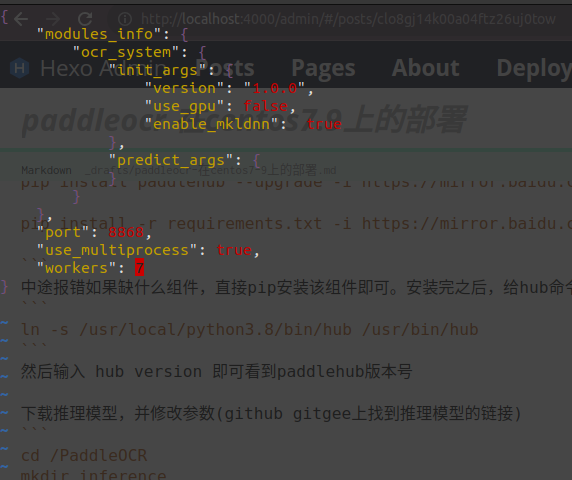 http://localhost:4000/admin/#/posts/clo8gj14k00a04ftz26uj0tow
{
"modules_info": {
"ocr_system": {
Hexo Admin Posts Pages About Deploy
"init_args": {
"version": "1.0.0",
"use_gpu": false,
paddleocr在centos7.9上的部署
"enable_mkldnn": true
},
"predict_args": {
Markdown _drafts/paddleocr-在centos7-9上的部署.md
}
pip install paddlehub --upgrade -i https://mirror.baidu.c
}
},
pip install -r requirements.txt -i https://mirror.baidu.c
"port": 8868,
"use_multiprocess": true,
```
"workers": 7
}
中途报错如果缺什么组件，直接pip安装该组件即可。安装完之后，给hub命令
```
ln -s /usr/local/python3.8/bin/hub /usr/bin/hub
```
然后输入 hub version 即可看到paddlehub版本号
下载推理模型，并修改参数(github gitgee上找到推理模型的链接)
```
cd /PaddleOCR
mkdir inference